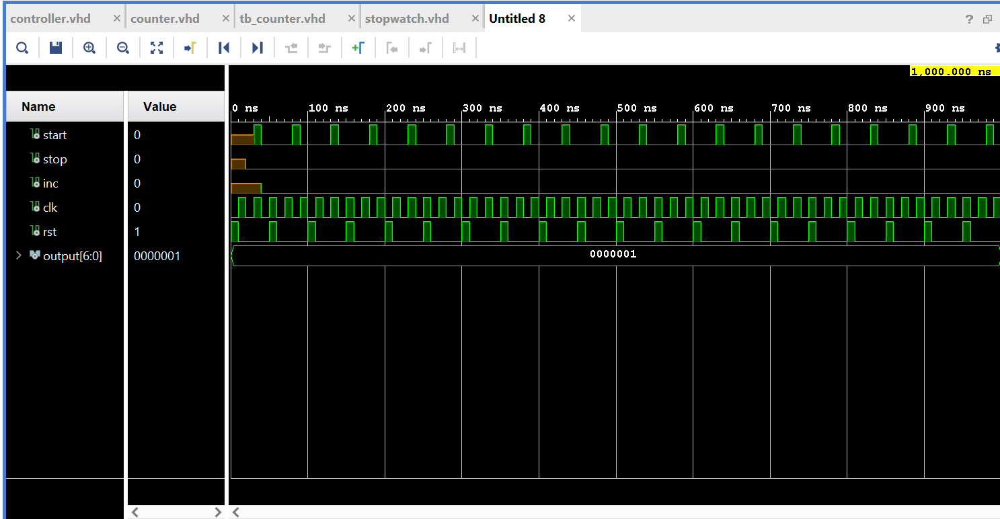 controller.vhd × counter.vhd × tb_counter.vhd × stopwatch.vhd × Untitled 8 × ?
1,000.000 ns
Name Value
0 ns 100 ns 200 ns 300 ns 400 ns 500 ns 600 ns 700 ns 800 ns 900 ns
start 0
stop 0
inc 0
clk 0
rst 1
output[6:0] 0000001 0000001